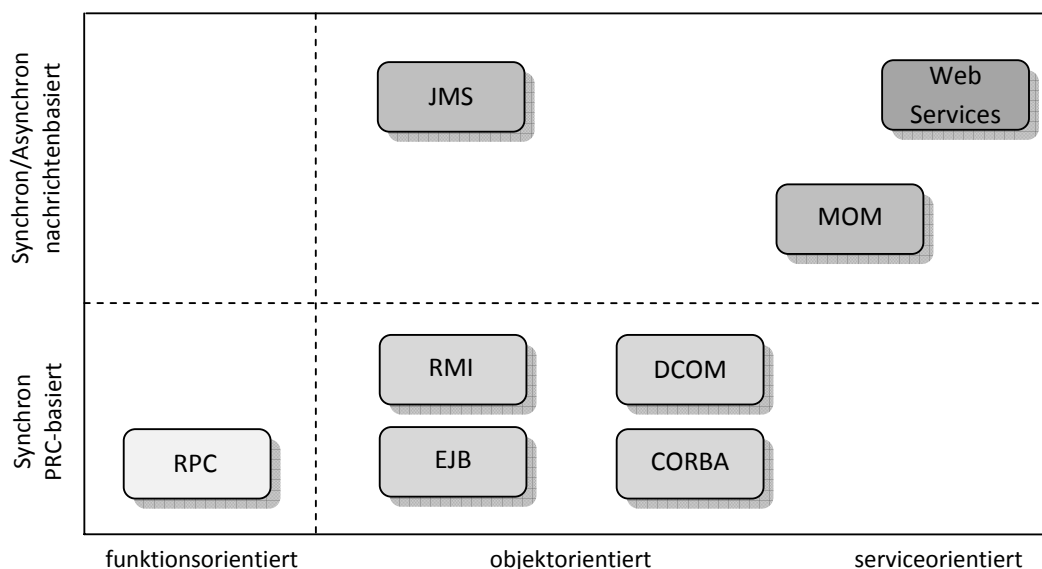 Synchron/Asynchron
nachrichtenbasiert
JMS
Web
Services
MOM
Synchron
PRC-basiert
RMI
DCOM
RPC
EJB
CORBA
funktionsorientiert
objektorientiert
serviceorientiert